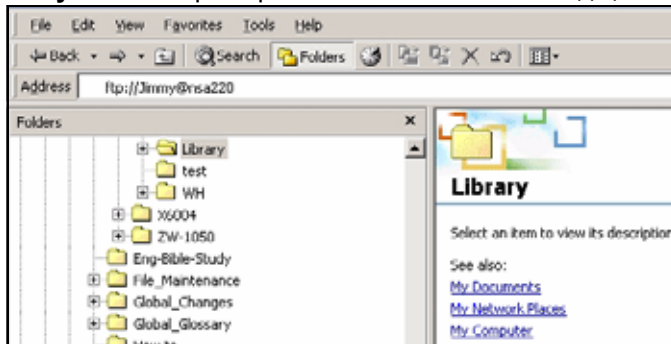 File Edit View Favorites Tools Help
Back Search Folders
Address ftp://Jimmy@nsa220
Folders
Library
test
WH
X6004
ZW-1050
Eng-Bible-Study
File_Maintenance
Global_Changes
Global_Glossary
Library
Select an item to view its description
See also:
My Documents
My Network Places
My Computer